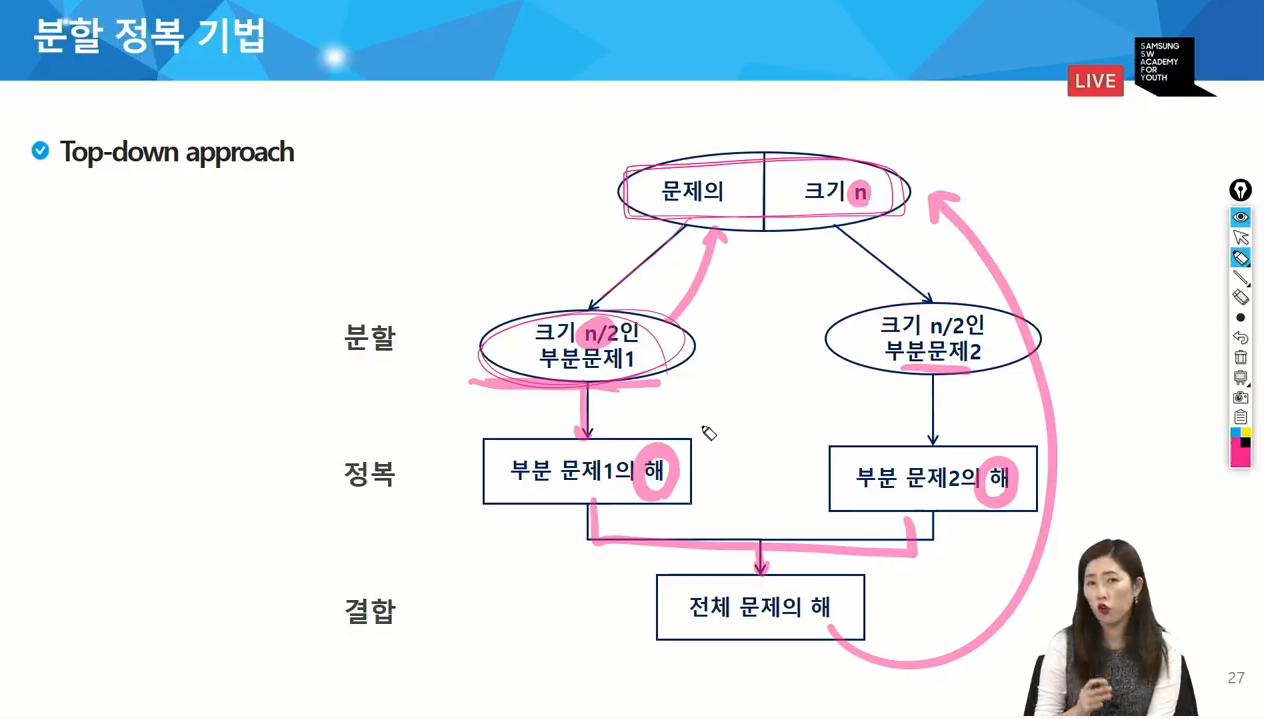 분할 정복 기법
LIVE
SAMSUNG
SW
ACADEMY
FOR
YOUTH
Top-down approach
문제의 크기 n
분할
크기 n/2인
부분문제1
크기 n/2인
부분문제2
정복
부분 문제1의 해
부분 문제2의 해
결합
전체 문제의 해
27